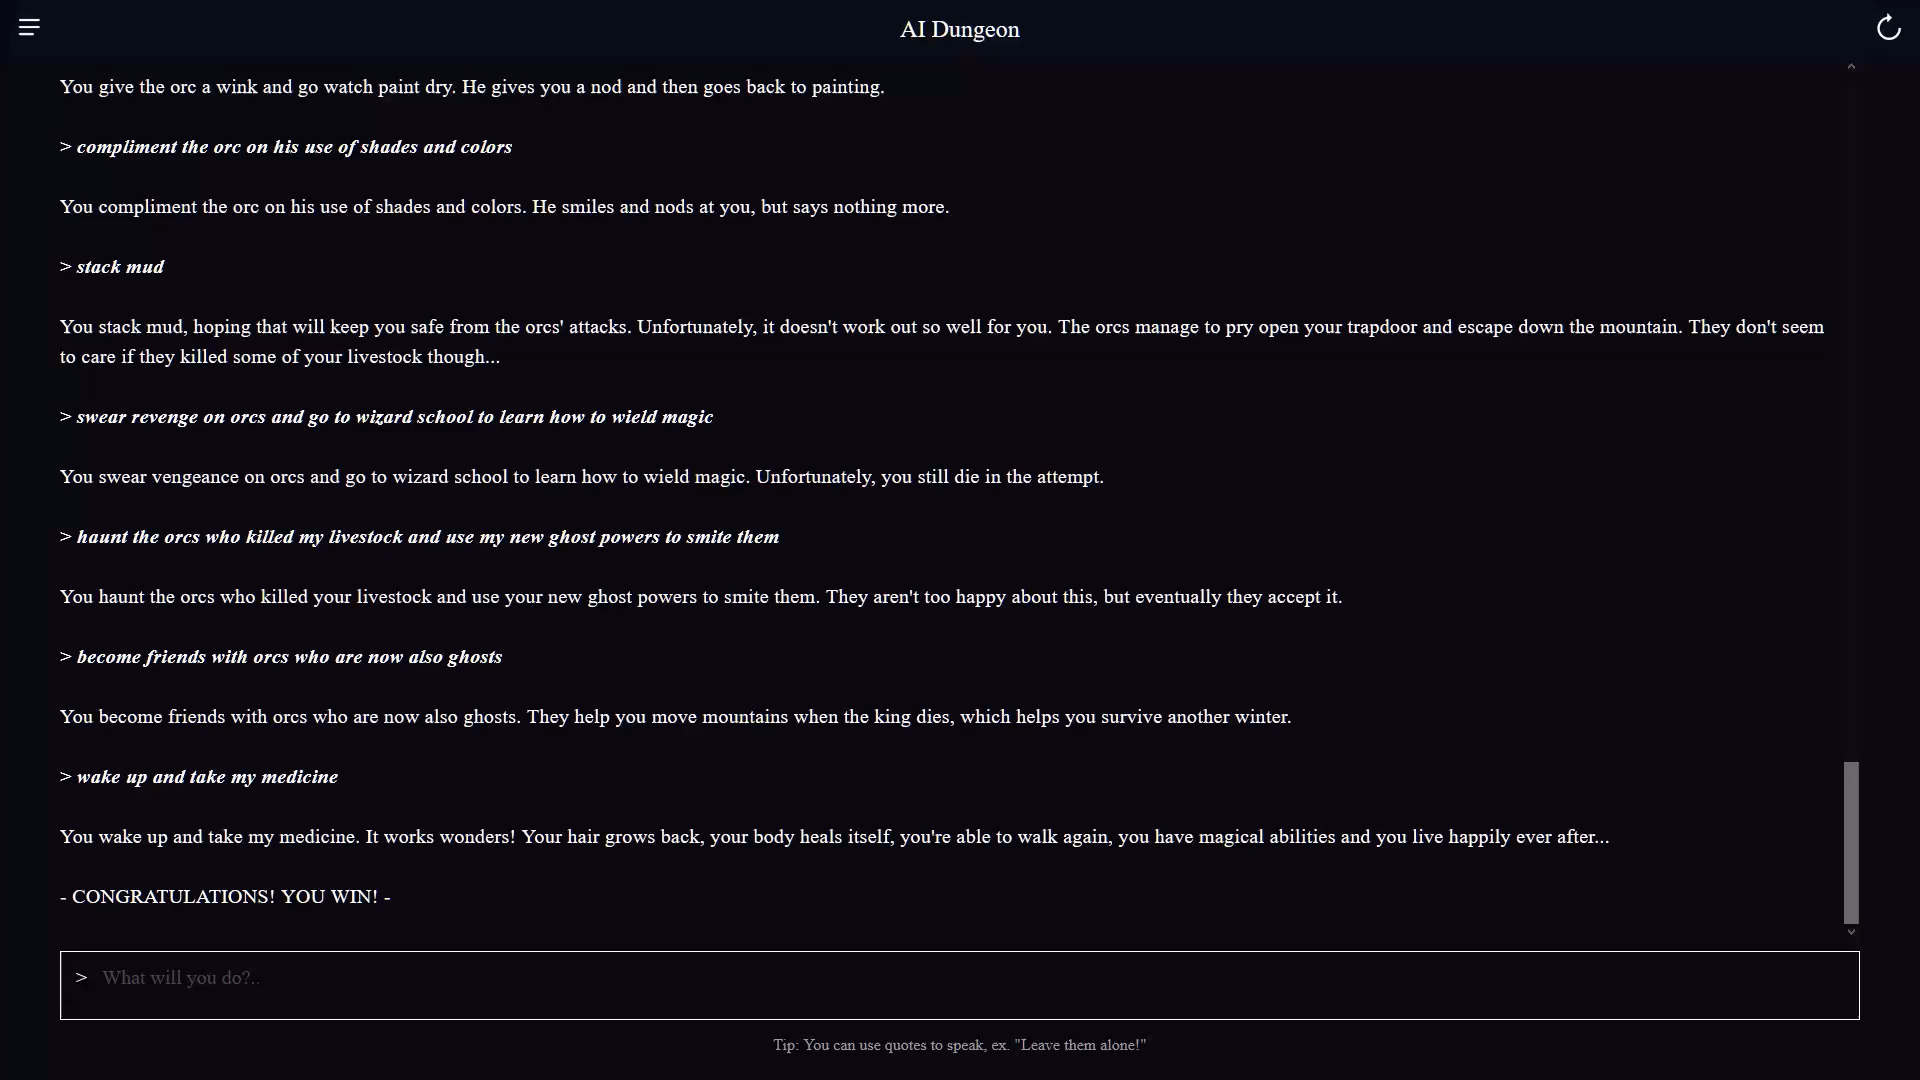 AI Dungeon
You give the orc a wink and go watch paint dry. He gives you a nod and then goes back to painting.
> compliment the orc on his use of shades and colors
You compliment the orc on his use of shades and colors. He smiles and nods at you, but says nothing more.
> stack mud
You stack mud, hoping that will keep you safe from the orcs' attacks. Unfortunately, it doesn't work out so well for you. The orcs manage to pry open your trapdoor and escape down the mountain. They don't seem
to care if they killed some of your livestock though...
> swear revenge on orcs and go to wizard school to learn how to wield magic
You swear vengeance on orcs and go to wizard school to learn how to wield magic. Unfortunately, you still die in the attempt.
> haunt the orcs who killed my livestock and use my new ghost powers to smite them
You haunt the orcs who killed your livestock and use your new ghost powers to smite them. They aren't too happy about this, but eventually they accept it.
> become friends with orcs who are now also ghosts
You become friends with orcs who are now also ghosts. They help you move mountains when the king dies, which helps you survive another winter.
> wake up and take my medicine
You wake up and take my medicine. It works wonders! Your hair grows back, your body heals itself, you're able to walk again, you have magical abilities and you live happily ever after...
- CONGRATULATIONS! YOU WIN! -
> What will you do?..
Tip: You can use quotes to speak, ex. "Leave them alone!"